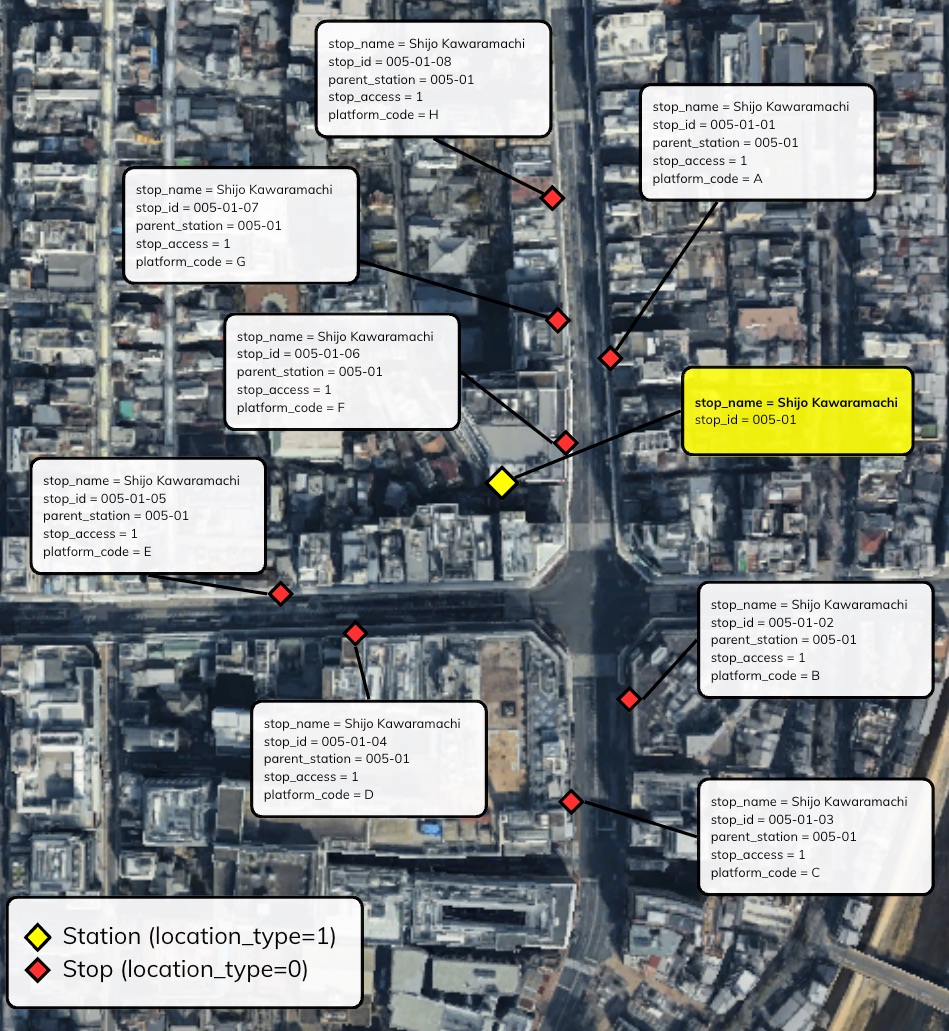 stop_name = Shijo Kawaramachi
stop_id = 005-01-08
parent_station = 005-01
stop_access = 1
platform_code = H
stop_name = Shijo Kawaramachi
stop_id = 005-01-01
parent_station = 005-01
stop_access = 1
platform_code = A
stop_name = Shijo Kawaramachi
stop_id = 005-01-07
parent_station = 005-01
stop_access = 1
platform_code = G
stop_name = Shijo Kawaramachi
stop_id = 005-01-06
parent_station = 005-01
stop_access = 1
platform_code = F
stop_name = Shijo Kawaramachi
stop_id = 005-01
stop_name = Shijo Kawaramachi
stop_id = 005-01-05
parent_station = 005-01
stop_access = 1
platform_code = E
stop_name = Shijo Kawaramachi
stop_id = 005-01-02
parent_station = 005-01
stop_access = 1
platform_code = B
stop_name = Shijo Kawaramachi
stop_id = 005-01-04
parent_station = 005-01
stop_access = 1
platform_code = D
stop_name = Shijo Kawaramachi
stop_id = 005-01-03
parent_station = 005-01
stop_access = 1
platform_code = C
Station (location_type=1)
Stop (location_type=0)